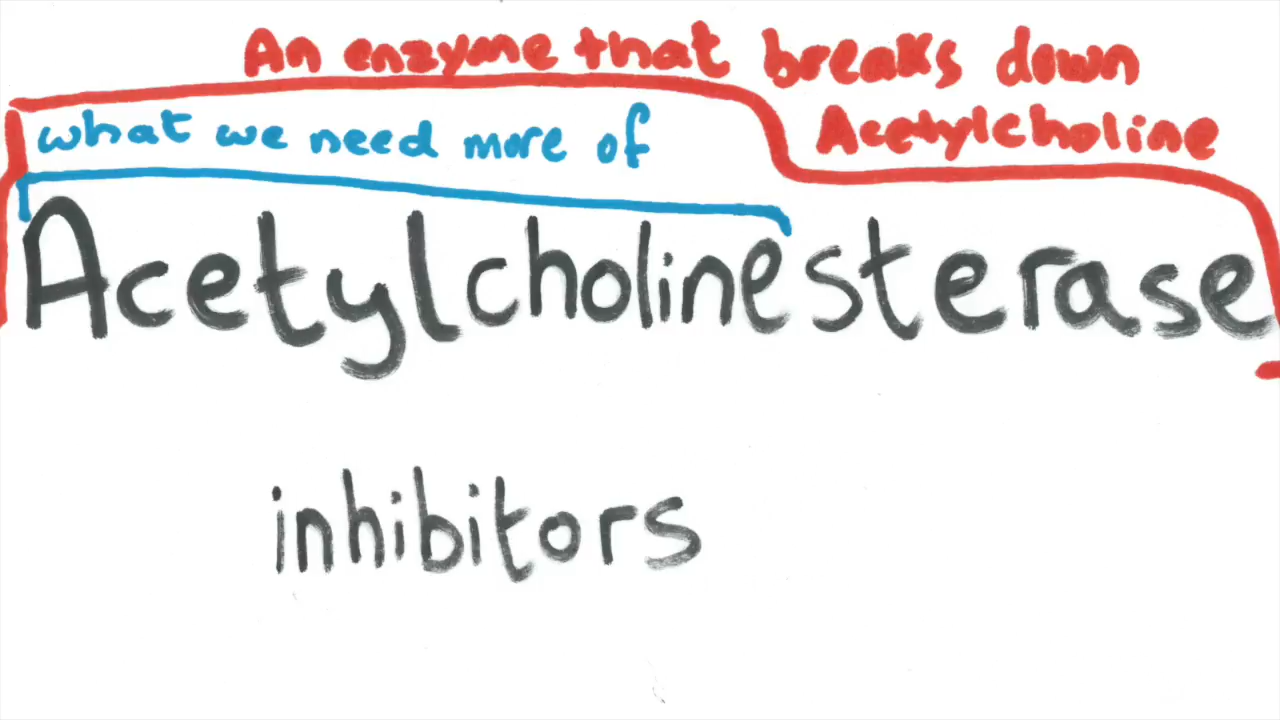 An enzyme that breaks down
Acetylcholine
what we need more of
Acetylcholinesterase
inhibitors